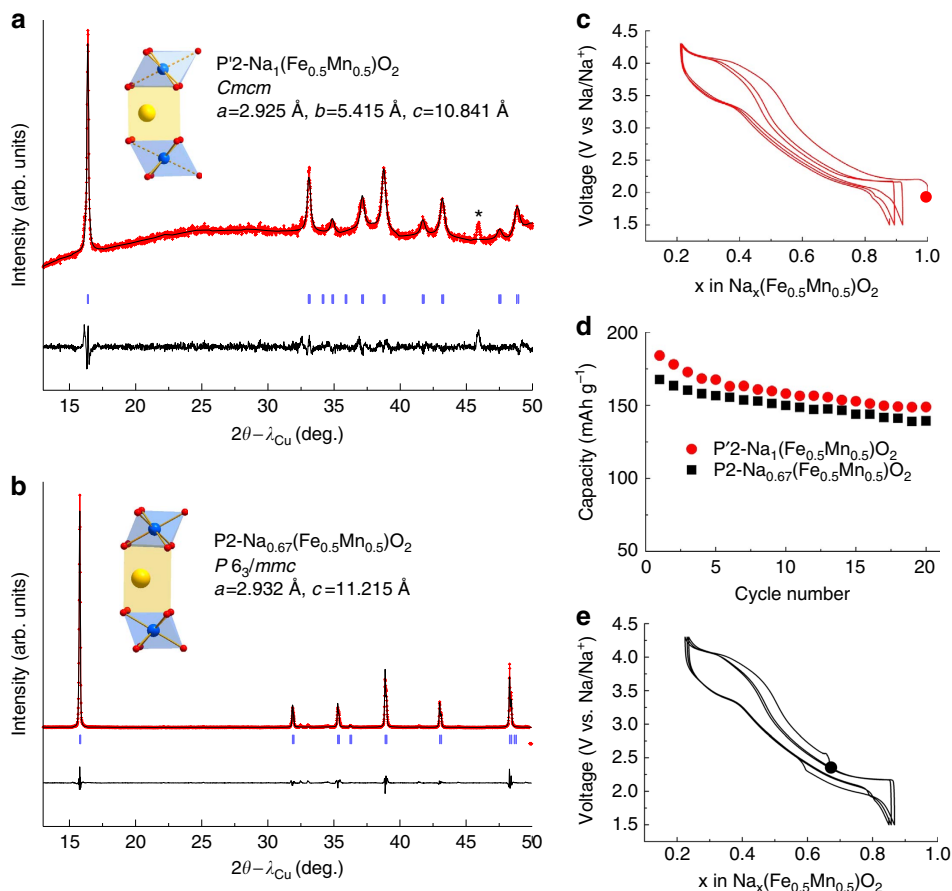 a
P′2-Na1(Fe0.5Mn0.5)O2
Cmcm
a=2.925 Å, b=5.415 Å, c=10.841 Å
*
Intensity (arb. units)
15 20 25 30 35 40 45 50
2θ–λCu (deg.)
b
P2-Na0.67(Fe0.5Mn0.5)O2
P 63/mmc
a=2.932 Å, c=11.215 Å
Intensity (arb. units)
15 20 25 30 35 40 45 50
2θ–λCu (deg.)
c
Voltage (V vs Na/Na+)
4.5
4.0
3.5
3.0
2.5
2.0
1.5
0.2 0.4 0.6 0.8 1.0
x in Nax(Fe0.5Mn0.5)O2
d
Capacity (mAh g–1)
200
150
100
50
P′2-Na1(Fe0.5Mn0.5)O2
P2-Na0.67(Fe0.5Mn0.5)O2
0 5 10 15 20
Cycle number
e
Voltage (V vs. Na/Na+)
4.5
4.0
3.5
3.0
2.5
2.0
1.5
0.2 0.4 0.6 0.8 1.0
x in Nax(Fe0.5Mn0.5)O2